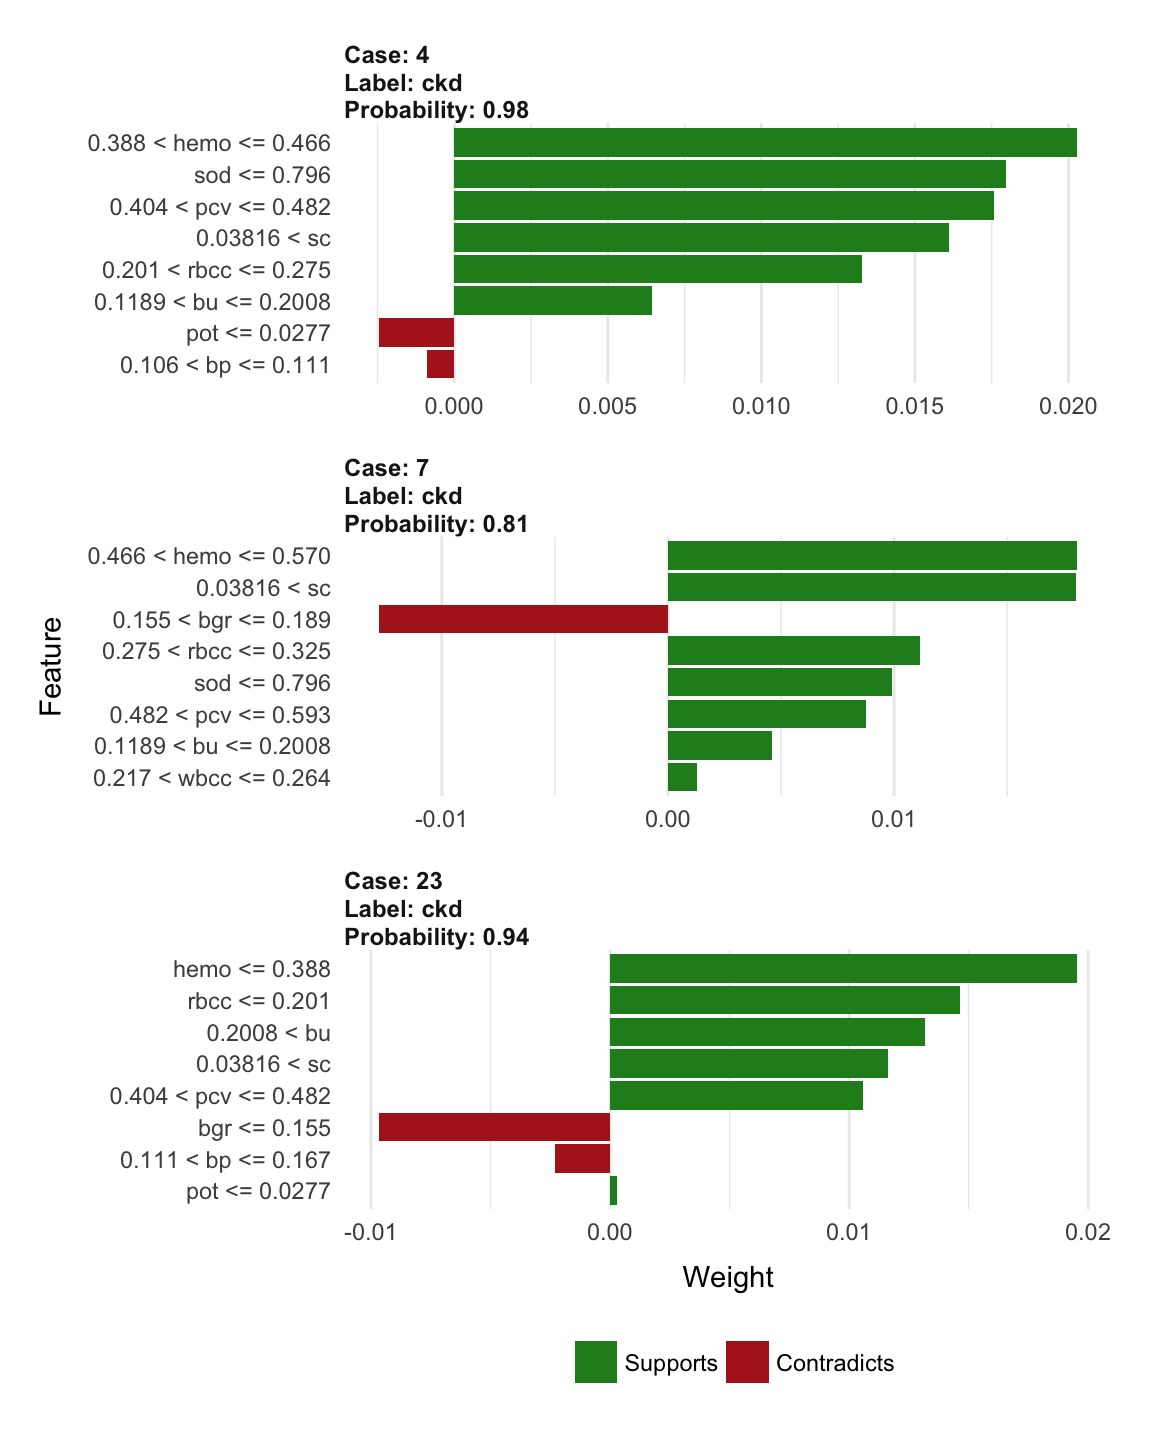 Case: 4
Label: ckd
Probability: 0.98
0.388 < hemo <= 0.466
sod <= 0.796
0.404 < pcv <= 0.482
0.03816 < sc
0.201 < rbcc <= 0.275
0.1189 < bu <= 0.2008
pot <= 0.0277
0.106 < bp <= 0.111
0.000 0.005 0.010 0.015 0.020
Case: 7
Label: ckd
Probability: 0.81
0.466 < hemo <= 0.570
0.03816 < sc
0.155 < bgr <= 0.189
0.275 < rbcc <= 0.325
sod <= 0.796
0.482 < pcv <= 0.593
0.1189 < bu <= 0.2008
0.217 < wbcc <= 0.264
-0.01 0.00 0.01
Feature
Case: 23
Label: ckd
Probability: 0.94
hemo <= 0.388
rbcc <= 0.201
0.2008 < bu
0.03816 < sc
0.404 < pcv <= 0.482
bgr <= 0.155
0.111 < bp <= 0.167
pot <= 0.0277
-0.01 0.00 0.01 0.02
Weight
Supports Contradicts